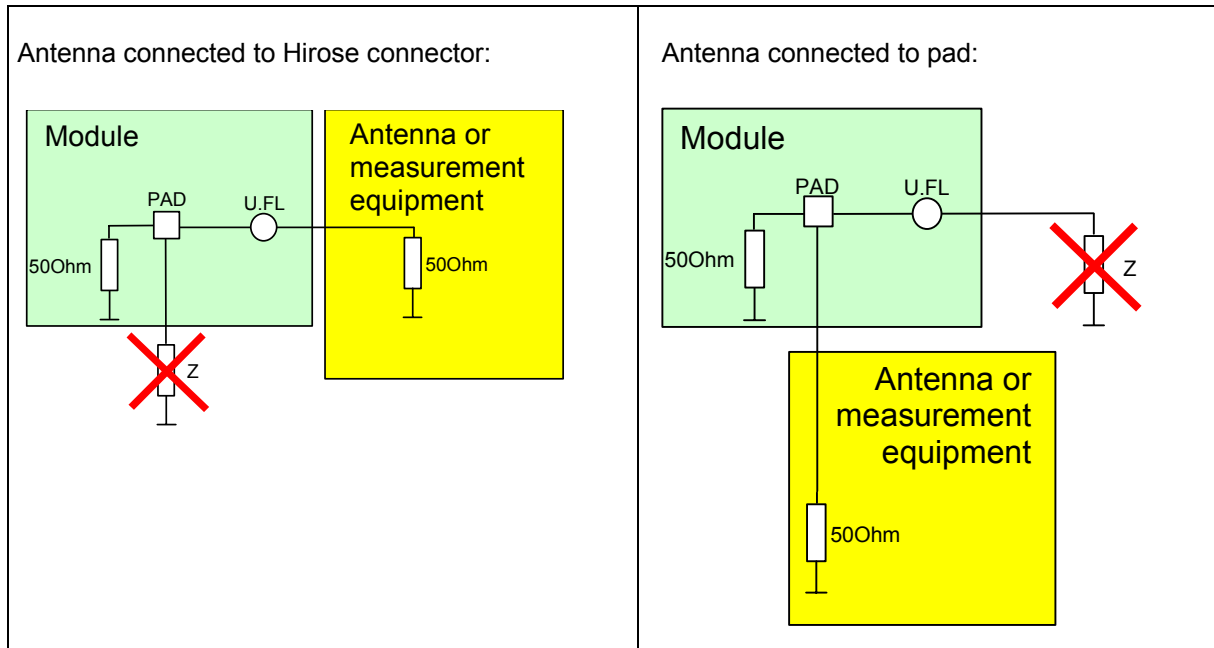 Antenna connected to Hirose connector:
Module
Antenna or
measurement
equipment
PAD
U.FL
50Ohm
50Ohm
Z
Antenna connected to pad:
Module
PAD
U.FL
50Ohm
Z
Antenna or
measurement
equipment
50Ohm